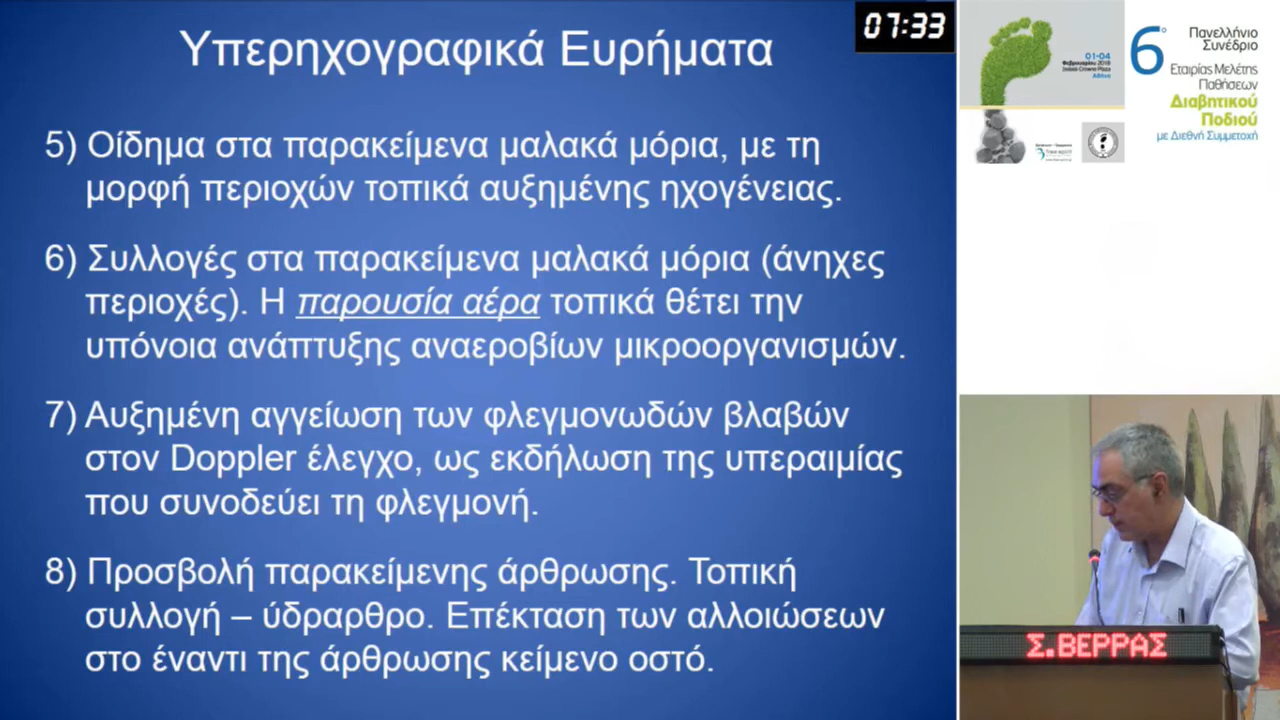 Υπερηχογραφικά Ευρήματα
07:33
5) Οίδημα στα παρακείμενα μαλακά μόρια, με τη
μορφή περιοχών τοπικά αυξημένης ηχογένειας.
6) Συλλογές στα παρακείμενα μαλακά μόρια (άνηχες
περιοχές). Η παρουσία αέρα τοπικά θέτει την
υπόνοια ανάπτυξης αναεροβίων μικροοργανισμών.
7) Αυξημένη αγγείωση των φλεγμονωδών βλαβών
στον Doppler έλεγχο, ως εκδήλωση της υπεραιμίας
που συνοδεύει τη φλεγμονή.
8) Προσβολή παρακείμενης άρθρωσης. Τοπική
συλλογή – ύδραρθρο. Επέκταση των αλλοιώσεων
στο έναντι της άρθρωσης κείμενο οστό.
01-04
Αθήνα
6° Πανελλήνιο
Συνέδριο
Εταιρίας Μελέτης
Παθήσεων
Διαβητικού
Ποδιού
με Διεθνή Συμμετοχή
Σ.ΒΕΡΡΑΣ